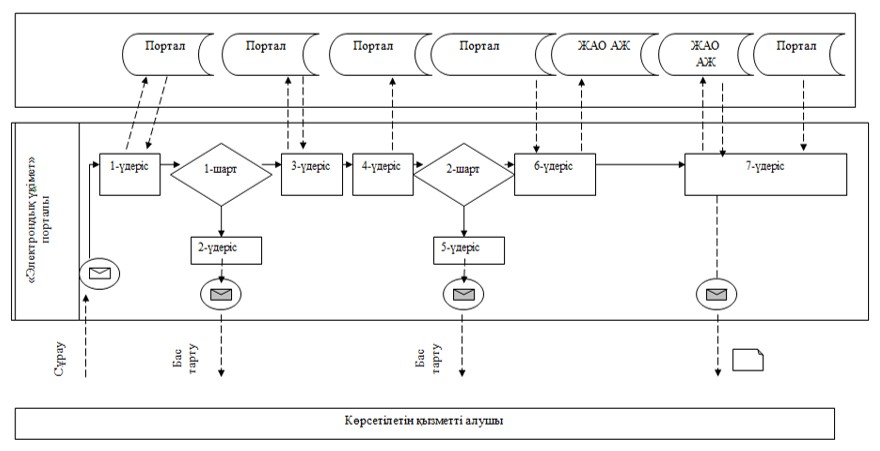 Портал
Портал
Портал
Портал
ЖАО АЖ
ЖАО
АЖ
Портал
«Электрондық үкімет»
порталы
1-үдеріс
1-шарт
3-үдеріс
4-үдеріс
2-шарт
6-үдеріс
7-үдеріс
2-үдеріс
5-үдеріс
Сұрау
Бас
тарту
Бас
тарту
Көрсетілетін қызметті алушы